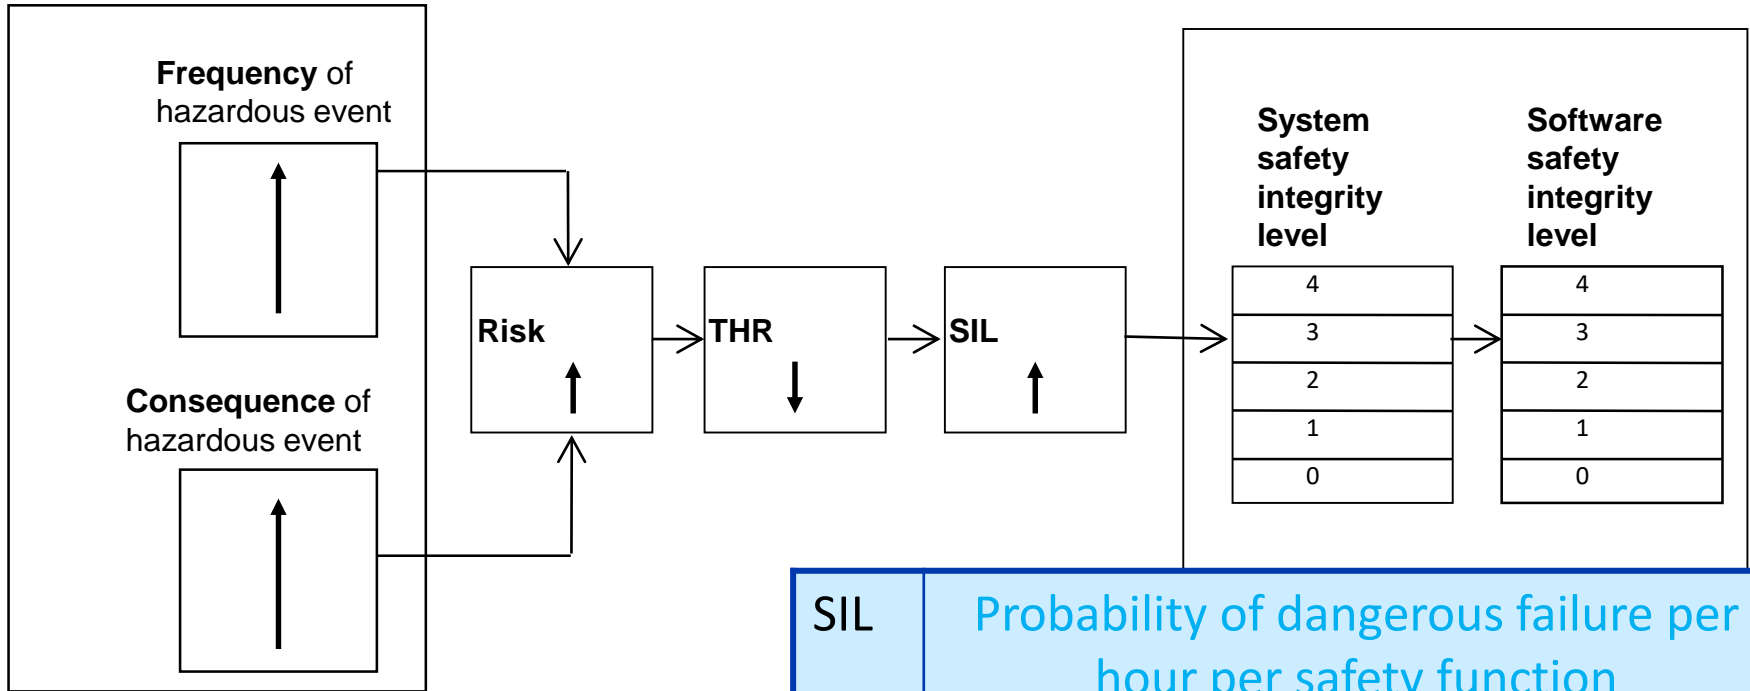 Frequency of
hazardous event
Consequence of
hazardous event
Risk
THR
SIL
System
safety
integrity
level
4
3
2
1
0
Software
safety
integrity
level
4
3
2
1
0
SIL
Probability of dangerous failure per
hour per safety function